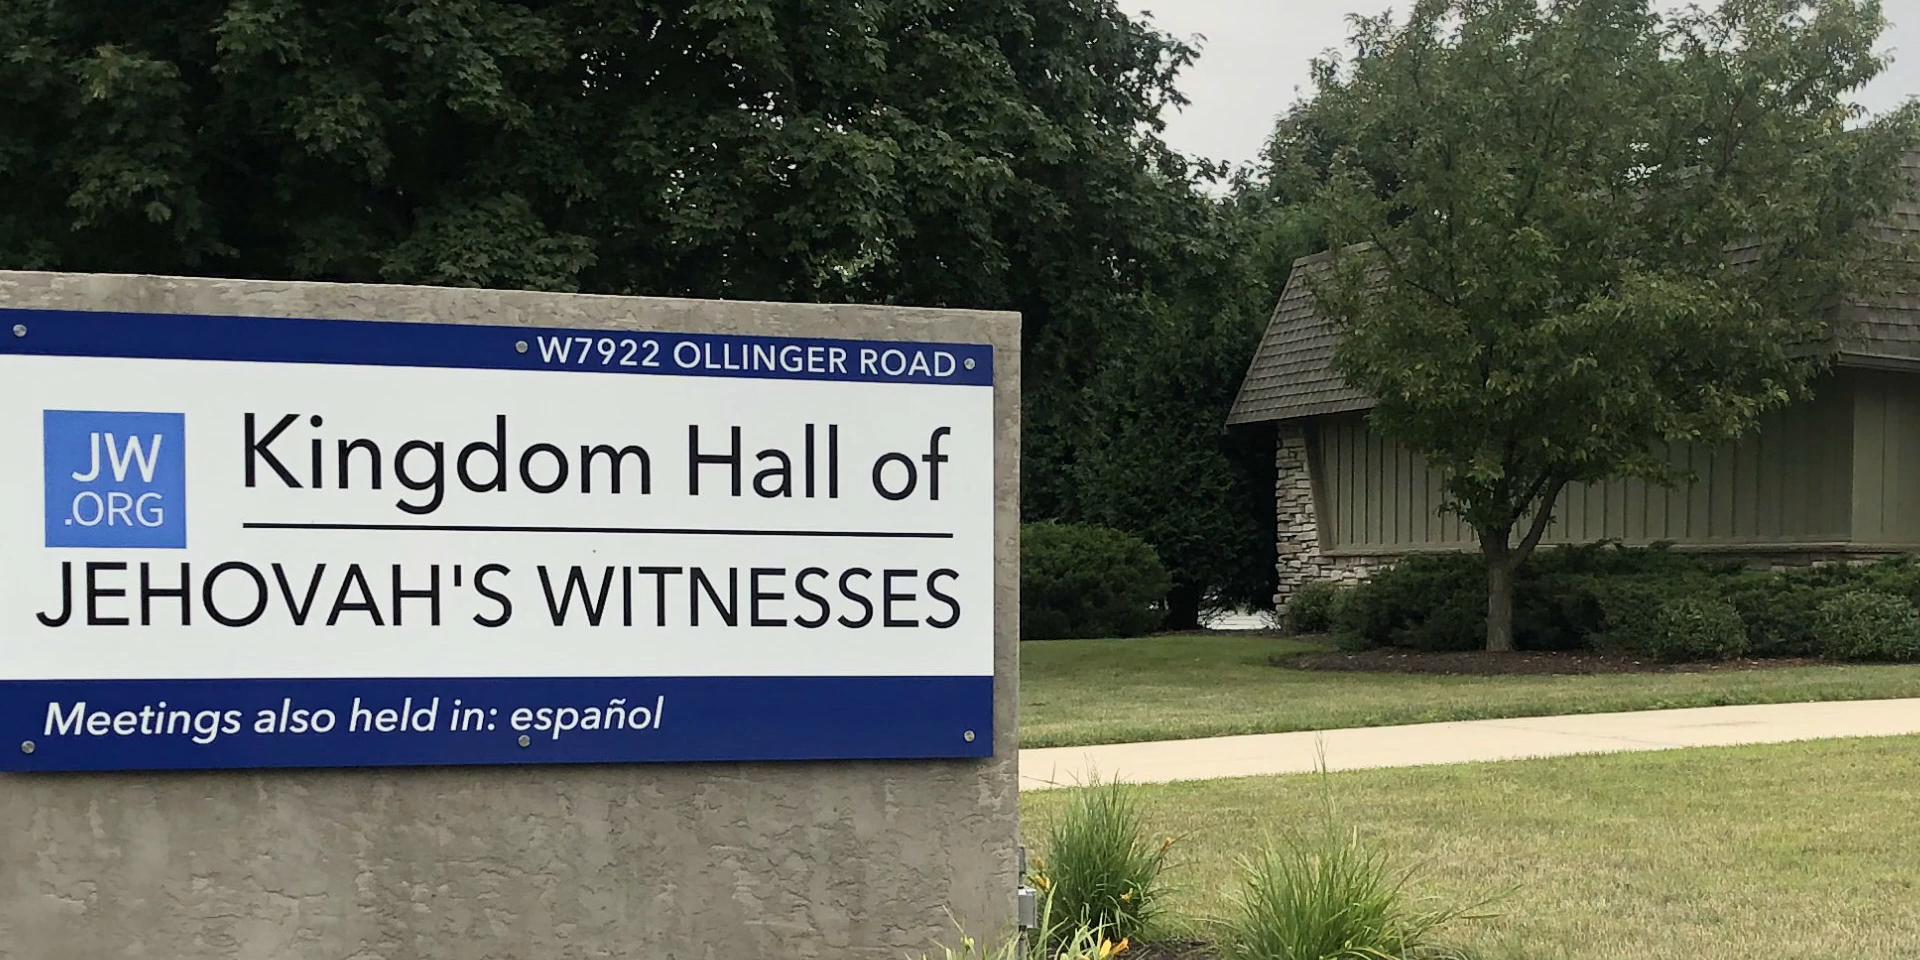 W7922 OLLINGER ROAD
JW
.ORG
Kingdom Hall of
JEHOVAH'S WITNESSES
Meetings also held in: español